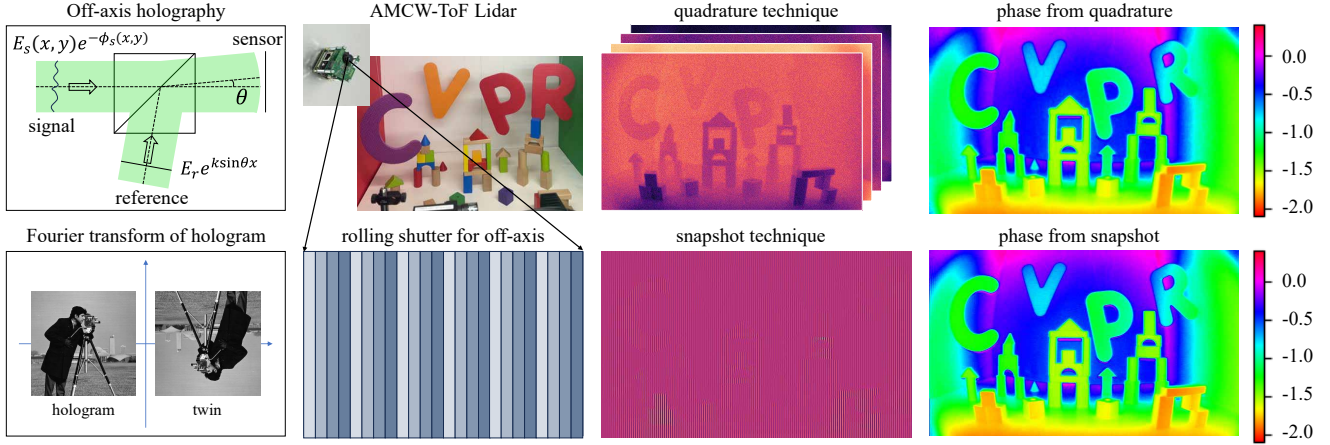 Off-axis holography
AMCW-ToF Lidar
quadrature technique
phase from quadrature
E_s(x, y)e^{-ϕ_s(x,y)}
sensor
θ
signal
E_r e^{ksinθx}
reference
C V P R
0.0
-0.5
-1.0
-1.5
-2.0
Fourier transform of hologram
rolling shutter for off-axis
snapshot technique
phase from snapshot
hologram
twin
0.0
-0.5
-1.0
-1.5
-2.0